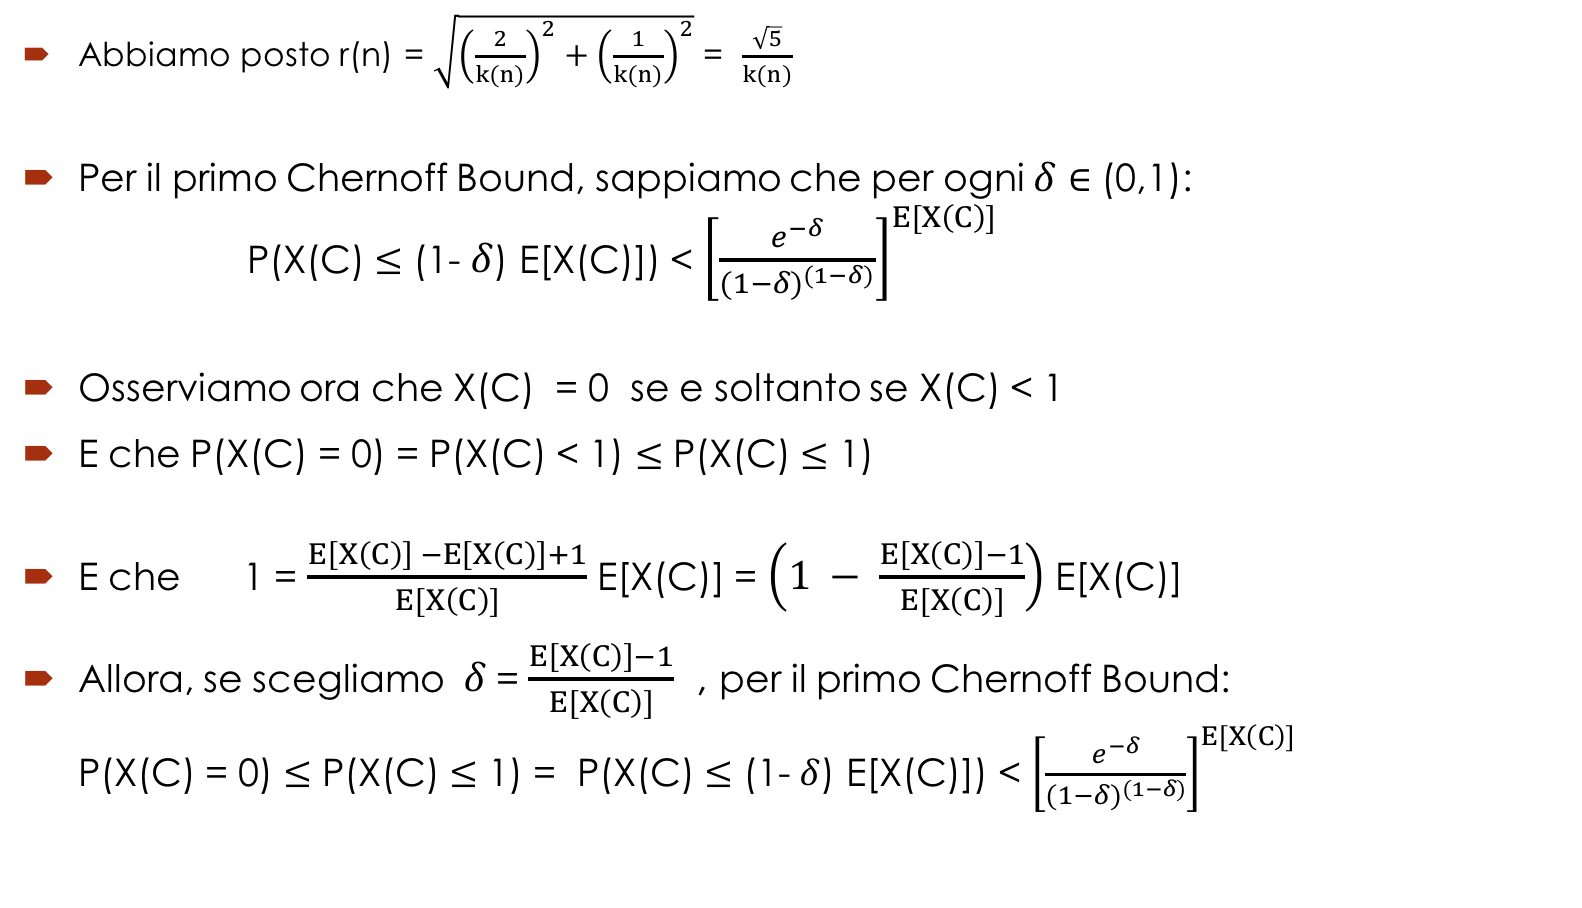 Abbiamo posto r(n) = √((2/k(n))² + (1/k(n))²) = √5/k(n)
Per il primo Chernoff Bound, sappiamo che per ogni δ ∈ (0,1):
P(X(C) ≤ (1- δ) E[X(C)]) < [e^(−δ)/(1−δ)^(1−δ)]^E[X(C)]
Osserviamo ora che X(C) = 0 se e soltanto se X(C) < 1
E che P(X(C) = 0) = P(X(C) < 1) ≤ P(X(C) ≤ 1)
E che 1 = (E[X(C)] −E[X(C)]+1)/E[X(C)] E[X(C)] = (1 − (E[X(C)]−1)/E[X(C)]) E[X(C)]
Allora, se scegliamo δ = (E[X(C)]−1)/E[X(C)] , per il primo Chernoff Bound:
P(X(C) = 0) ≤ P(X(C) ≤ 1) = P(X(C) ≤ (1- δ) E[X(C)]) < [e^(−δ)/(1−δ)^(1−δ)]^E[X(C)]